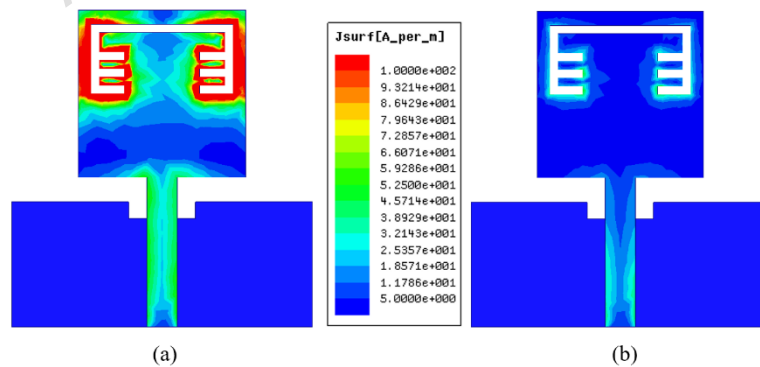 Jsurf[A_per_m]
1.0000e+002
9.3214e+001
8.6429e+001
7.9643e+001
7.2857e+001
6.6071e+001
5.9286e+001
5.2500e+001
4.5714e+001
3.8929e+001
3.2143e+001
2.5357e+001
1.8571e+001
1.1786e+001
5.0000e+000
(a)
(b)